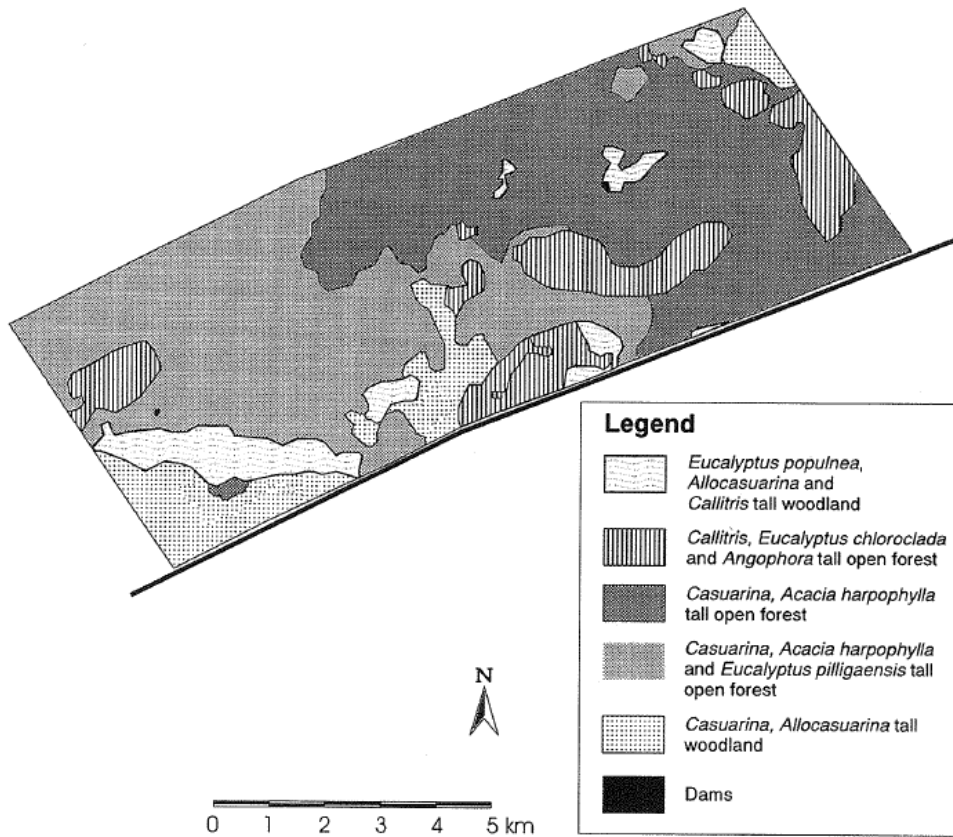 Legend
Eucalyptus populnea,
Allocasuarina and
Callitris tall woodland
Callitris, Eucalyptus chloroclada
and Angophora tall open forest
Casuarina, Acacia harpophylla
tall open forest
Casuarina, Acacia harpophylla
and Eucalyptus pilligaensis tall
open forest
Casuarina, Allocasuarina tall
woodland
Dams
N
0 1 2 3 4 5 km